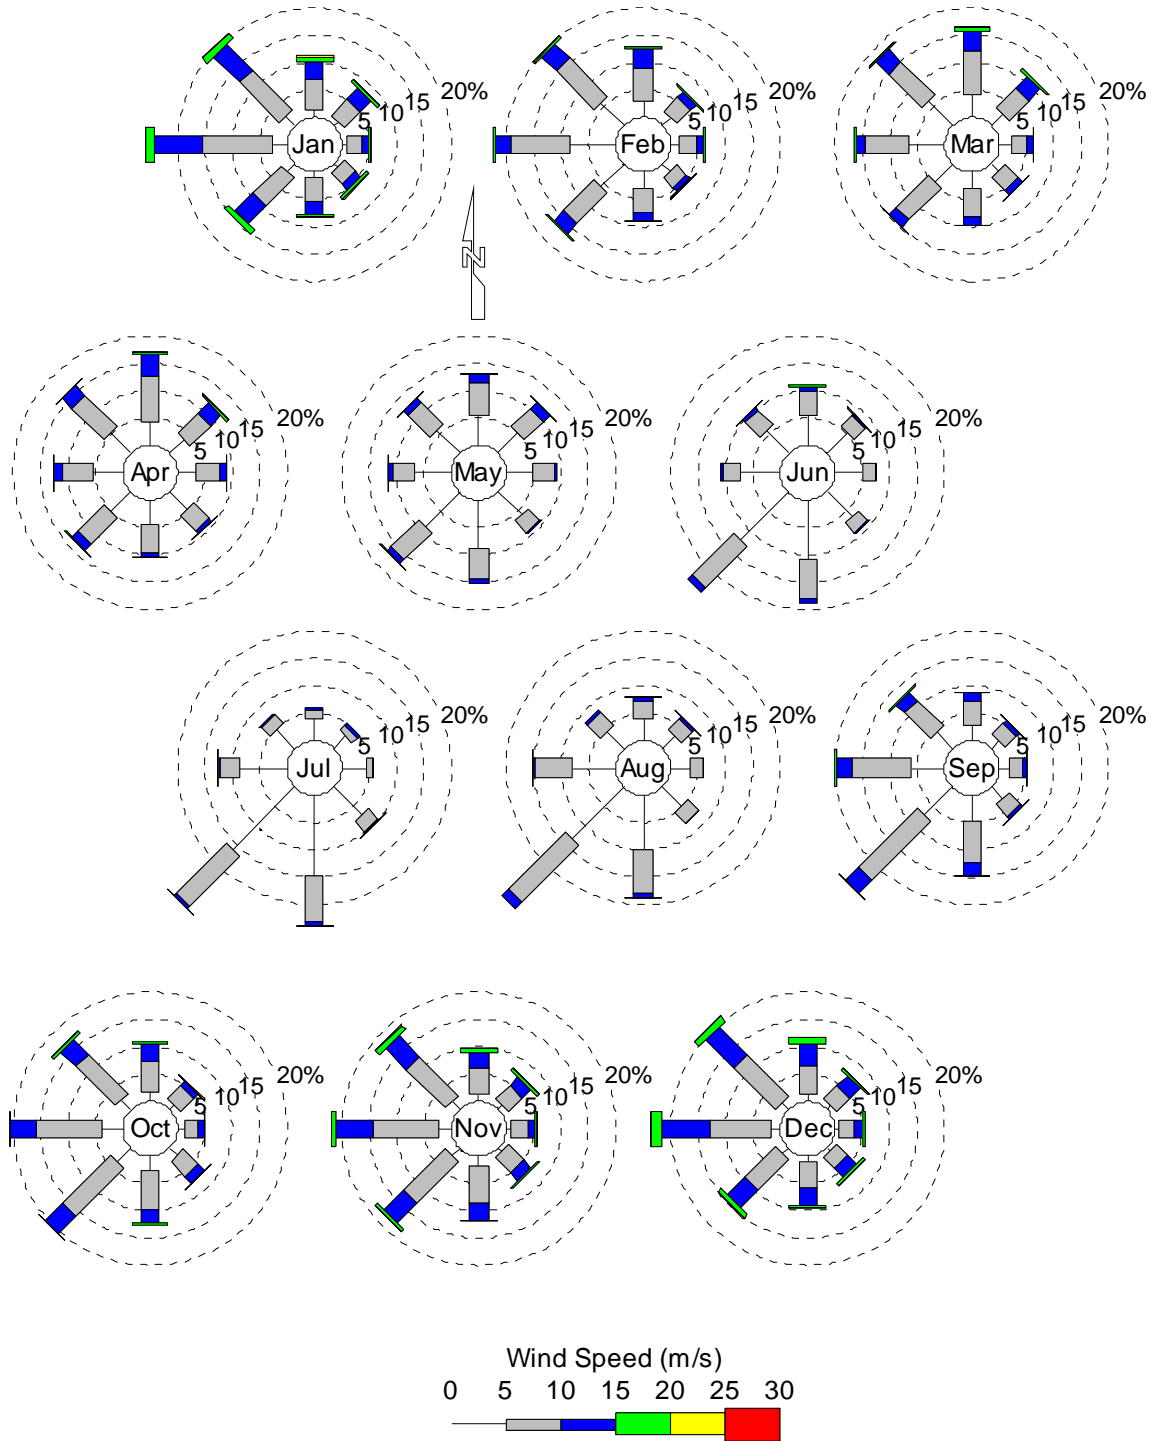 Jan 5 10 15 20%
Feb 5 10 15 20%
Mar 5 10 15 20%
N
Apr 5 10 15 20%
May 5 10 15 20%
Jun 5 10 15 20%
Jul 5 10 15 20%
Aug 5 10 15 20%
Sep 5 10 15 20%
Oct 5 10 15 20%
Nov 5 10 15 20%
Dec 5 10 15 20%
Wind Speed (m/s)
0 5 10 15 20 25 30